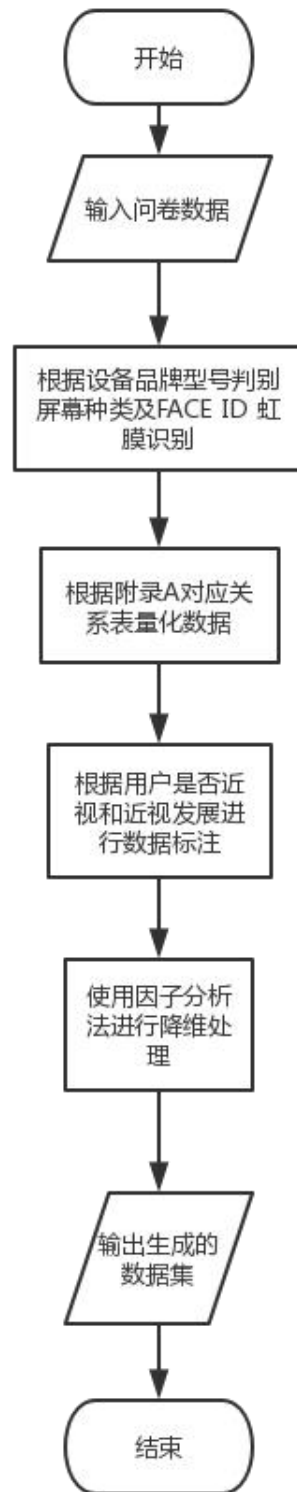 开始
输入问卷数据
根据设备品牌型号判别
屏幕种类及FACE ID 虹
膜识别
根据附录A对应关
系表量化数据
根据用户是否近
视和近视发展进
行数据标注
使用因子分析
法进行降维处
理
输出生成的
数据集
结束